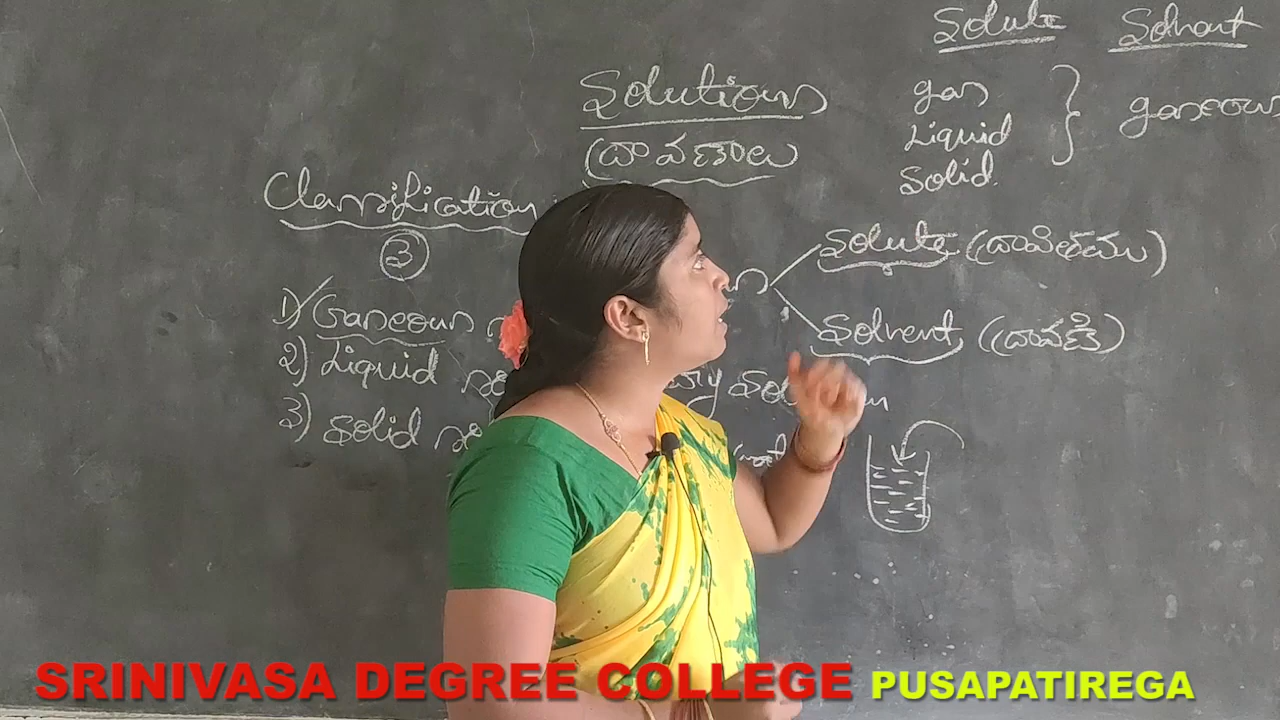 Solute Solvent
Solutions
gas
(ద్రావణాలు
Liquid } gaseous
solid.
Classification
3
Solute (ద్రావితము)
1) Gaseous
Solvent (ద్రావణి)
2) Liquid
3) solid
SRINIVASA DEGREE COLLEGE PUSAPATIREGA